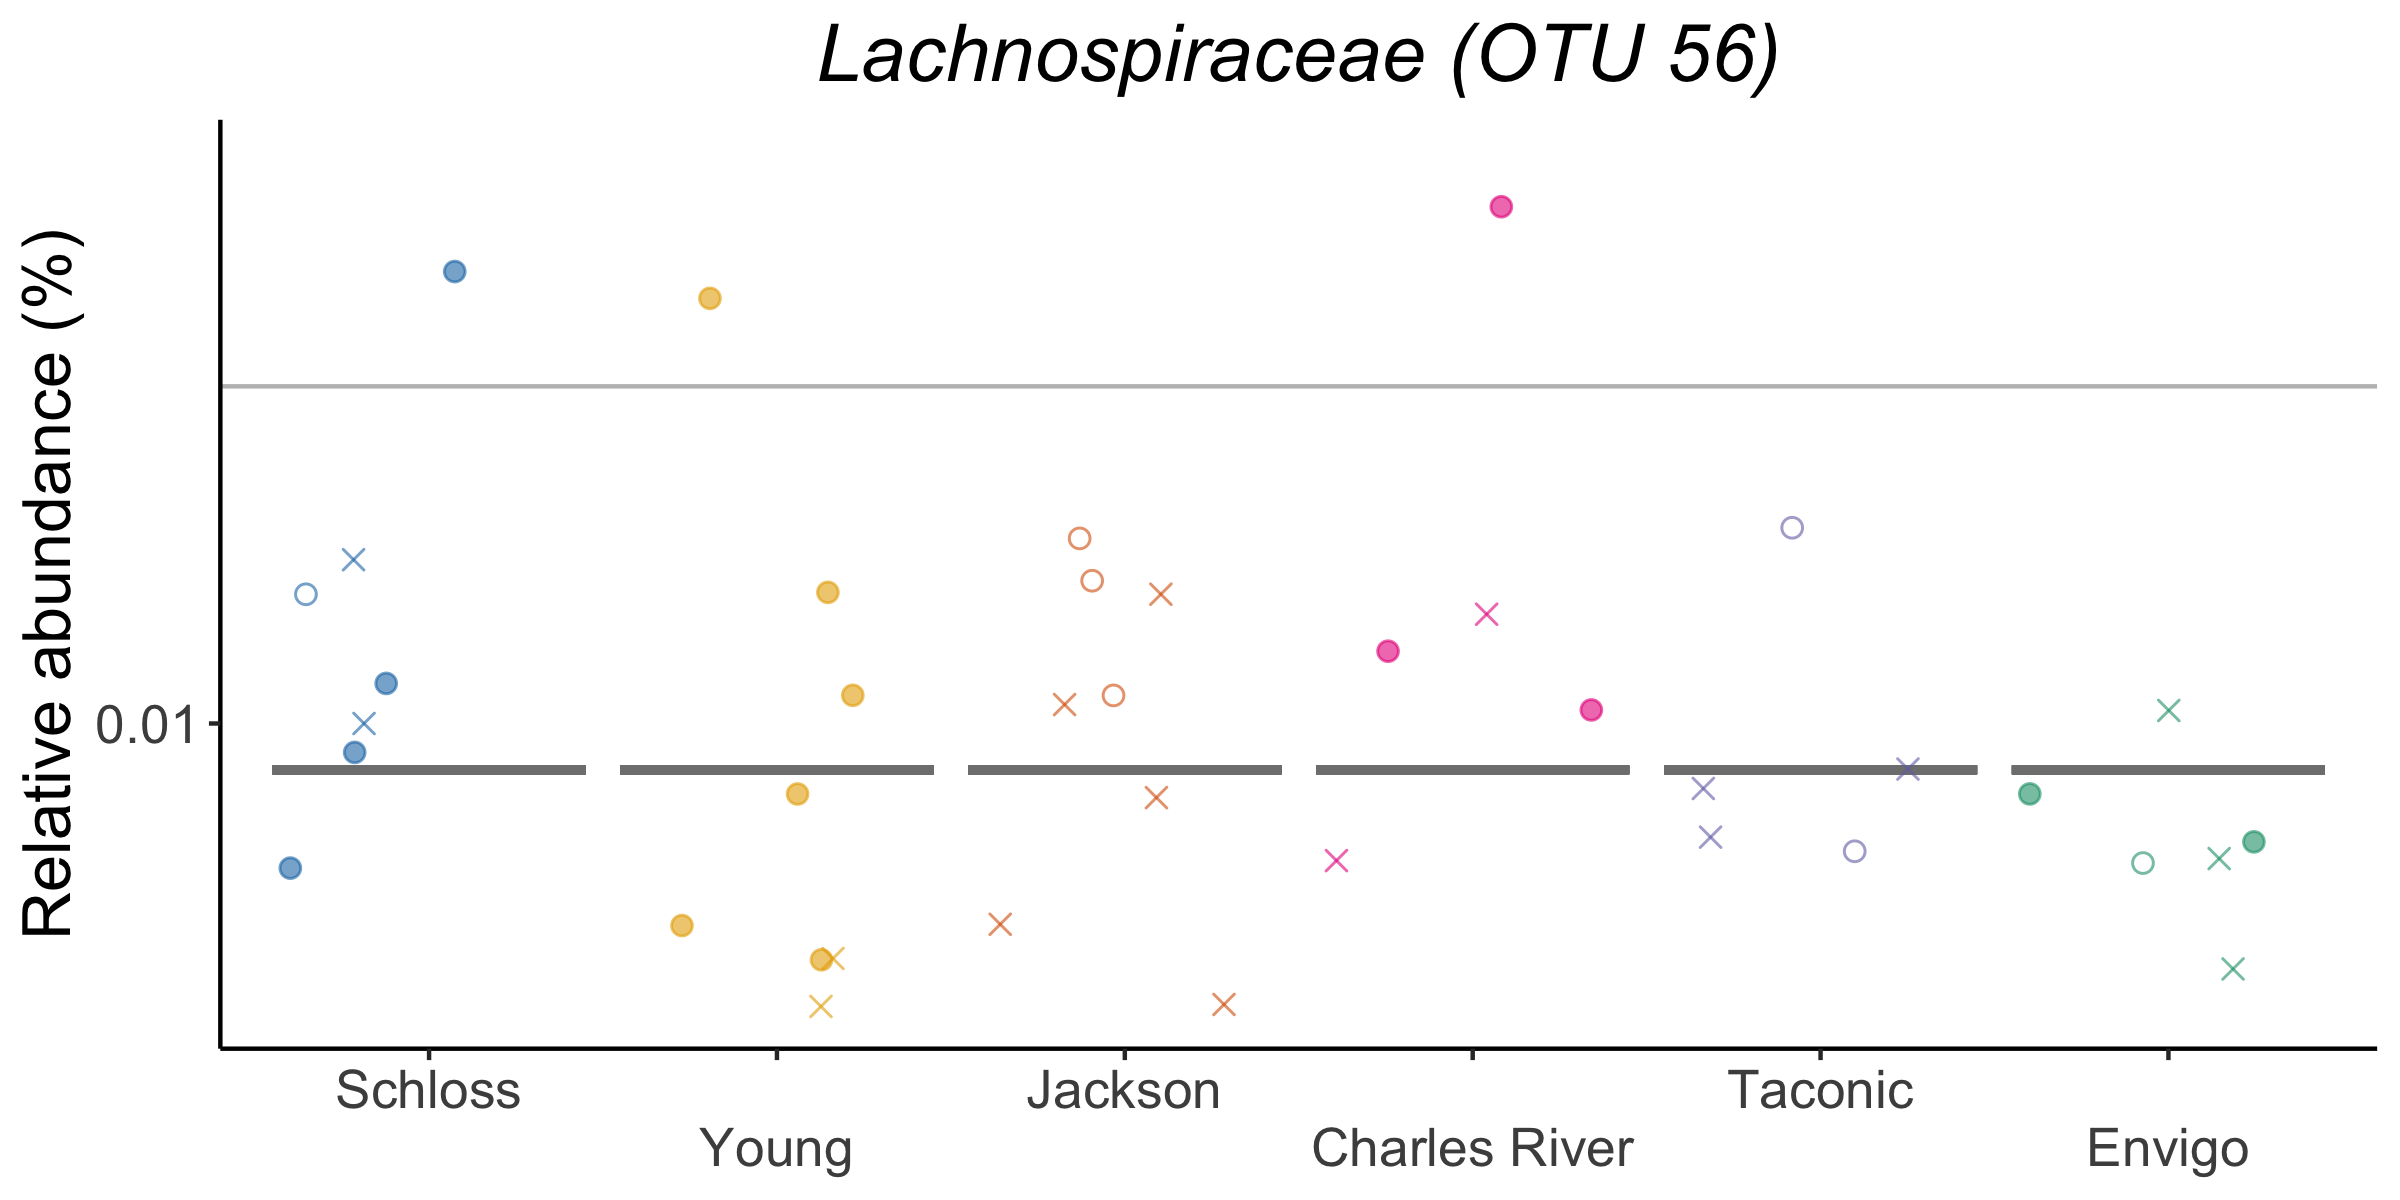 Lachnospiraceae (OTU 56)
Relative abundance (%)
0.01
Schloss
Young
Jackson
Charles River
Taconic
Envigo